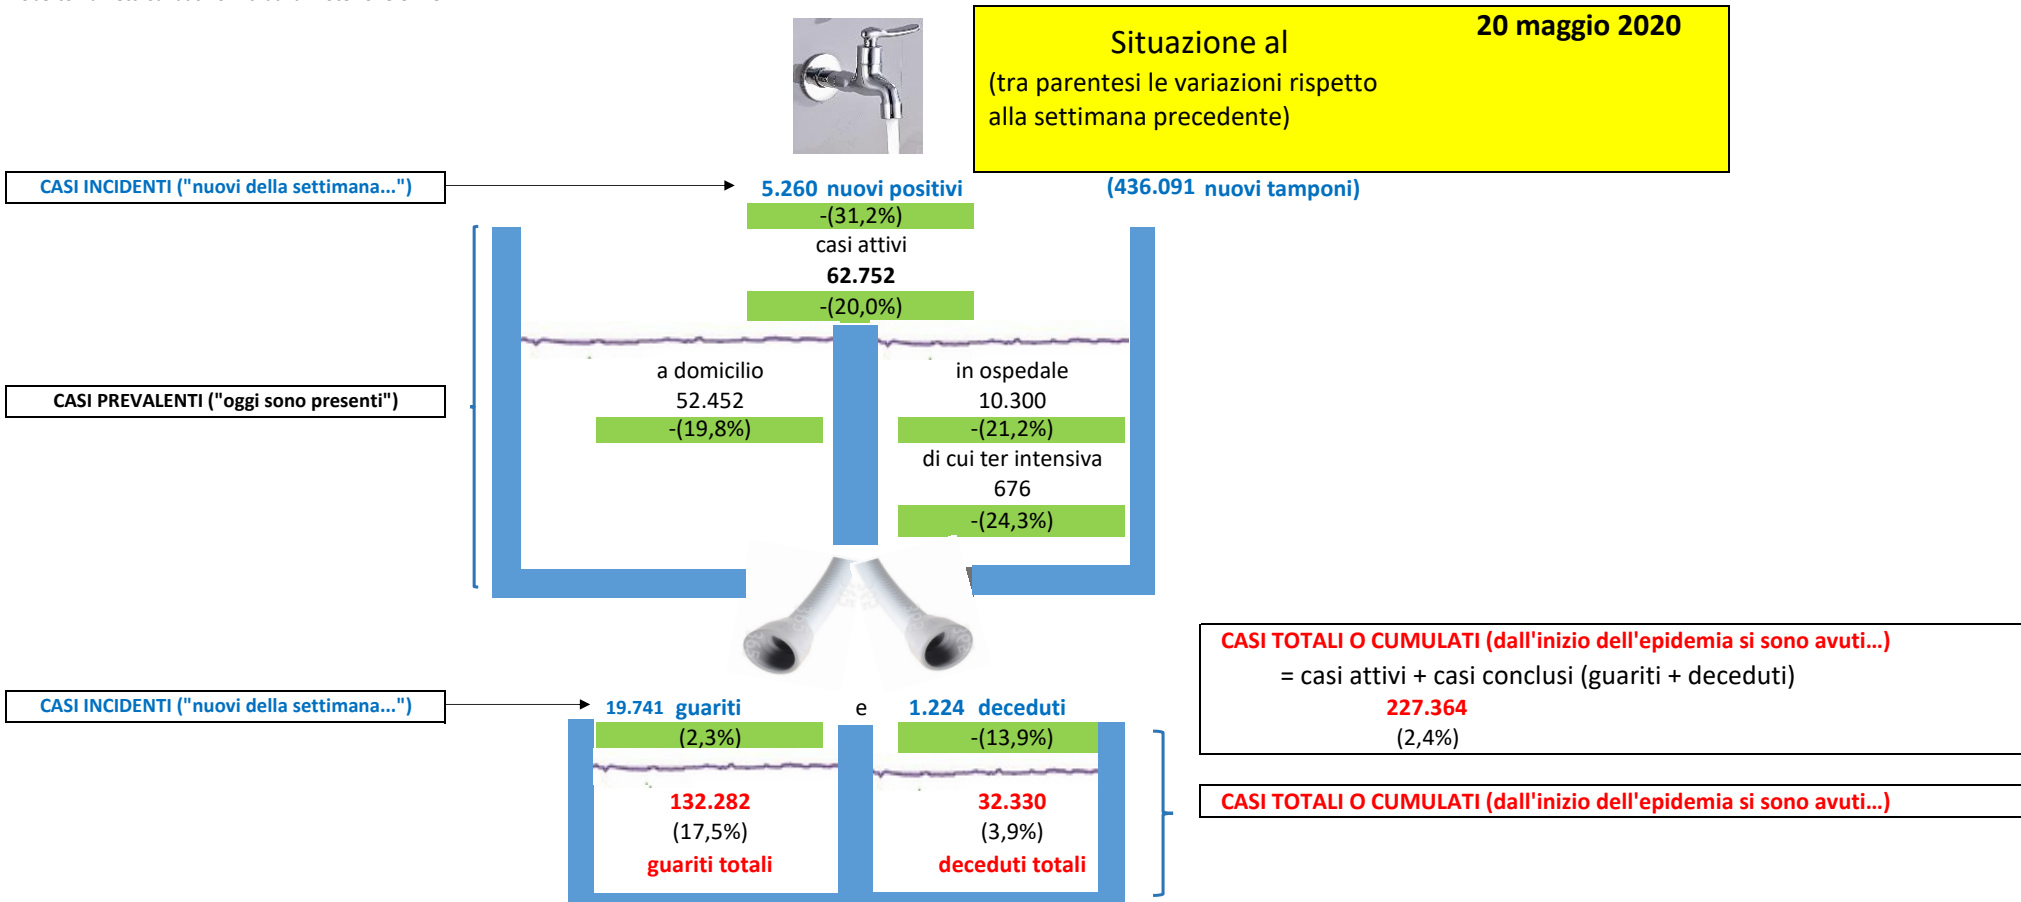 20 maggio 2020
Situazione al
(tra parentesi le variazioni rispetto
alla settimana precedente)
CASI INCIDENTI ("nuovi della settimana...")
5.260 nuovi positivi
(436.091 nuovi tamponi)
-(31,2%)
casi attivi
62.752
-(20,0%)
a domicilio
in ospedale
CASI PREVALENTI ("oggi sono presenti")
52.452
10.300
-(19,8%)
-(21,2%)
di cui ter intensiva
676
-(24,3%)
CASI TOTALI O CUMULATI (dall'inizio dell'epidemia si sono avuti...)
= casi attivi + casi conclusi (guariti + deceduti)
227.364
(2,4%)
CASI INCIDENTI ("nuovi della settimana...")
19.741 guariti e 1.224 deceduti
(2,3%)
-(13,9%)
132.282
32.330
CASI TOTALI O CUMULATI (dall'inizio dell'epidemia si sono avuti...)
(17,5%)
(3,9%)
guariti totali
deceduti totali